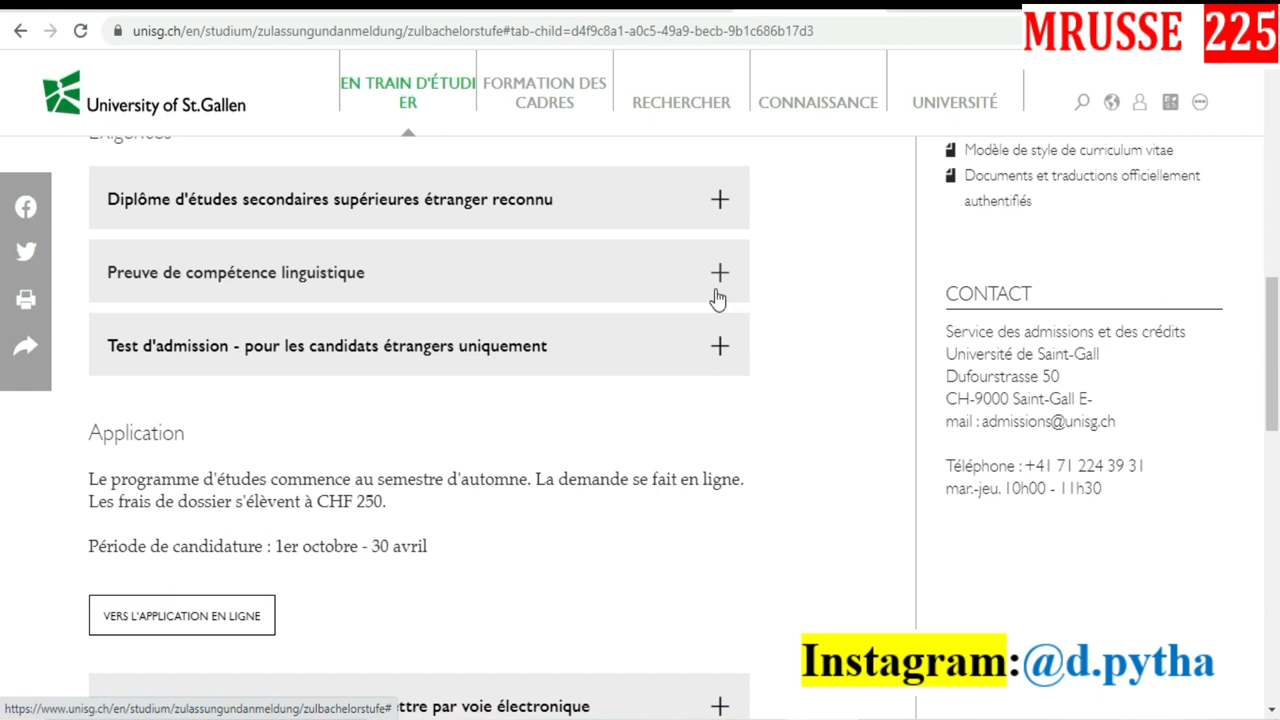 unisg.ch/en/studium/zulassungundanmeldung/zulbachelorstufe#tab-child=d4f9c8a1-a0c5-49a9-becb-9b1c686b17d3
MRUSSE 225
University of St.Gallen
EN TRAIN D'ÉTUDI
ER
FORMATION DES
CADRES
RECHERCHER
CONNAISSANCE
UNIVERSITÉ
Exigences
Diplôme d'études secondaires supérieures étranger reconnu
Preuve de compétence linguistique
Test d'admission - pour les candidats étrangers uniquement
Application
Le programme d'études commence au semestre d'automne. La demande se fait en ligne.
Les frais de dossier s'élèvent à CHF 250.
Période de candidature : 1er octobre - 30 avril
VERS L'APPLICATION EN LIGNE
ttre par voie électronique
Modèle de style de curriculum vitae
Documents et traductions officiellement
authentifiés
CONTACT
Service des admissions et des crédits
Université de Saint-Gall
Dufourstrasse 50
CH-9000 Saint-Gall E-
mail : admissions@unisg.ch
Téléphone : +41 71 224 39 31
mar.-jeu. 10h00 - 11h30
Instagram:@d.pytha
https://www.unisg.ch/en/studium/zulassungundanmeldung/zulbachelorstufe#